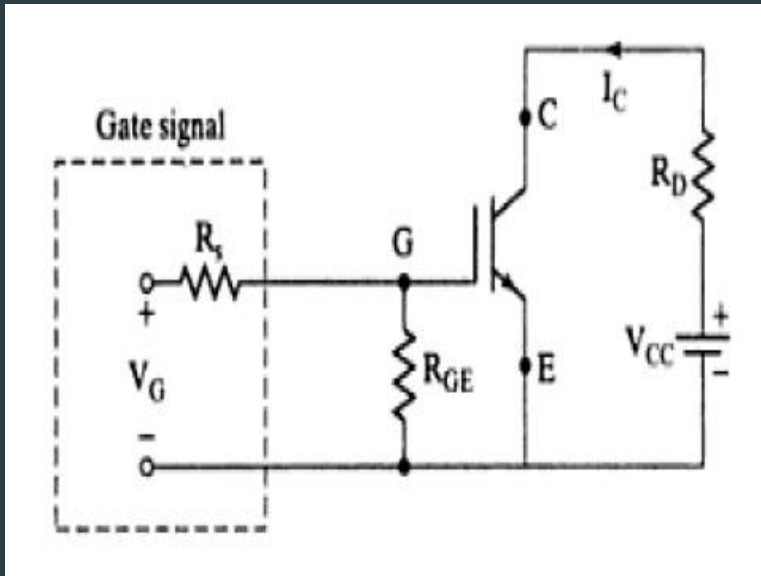 Gate signal
I_C
C
R_D
R_s
G
+
V_G
−
R_GE
E
V_CC
+
−